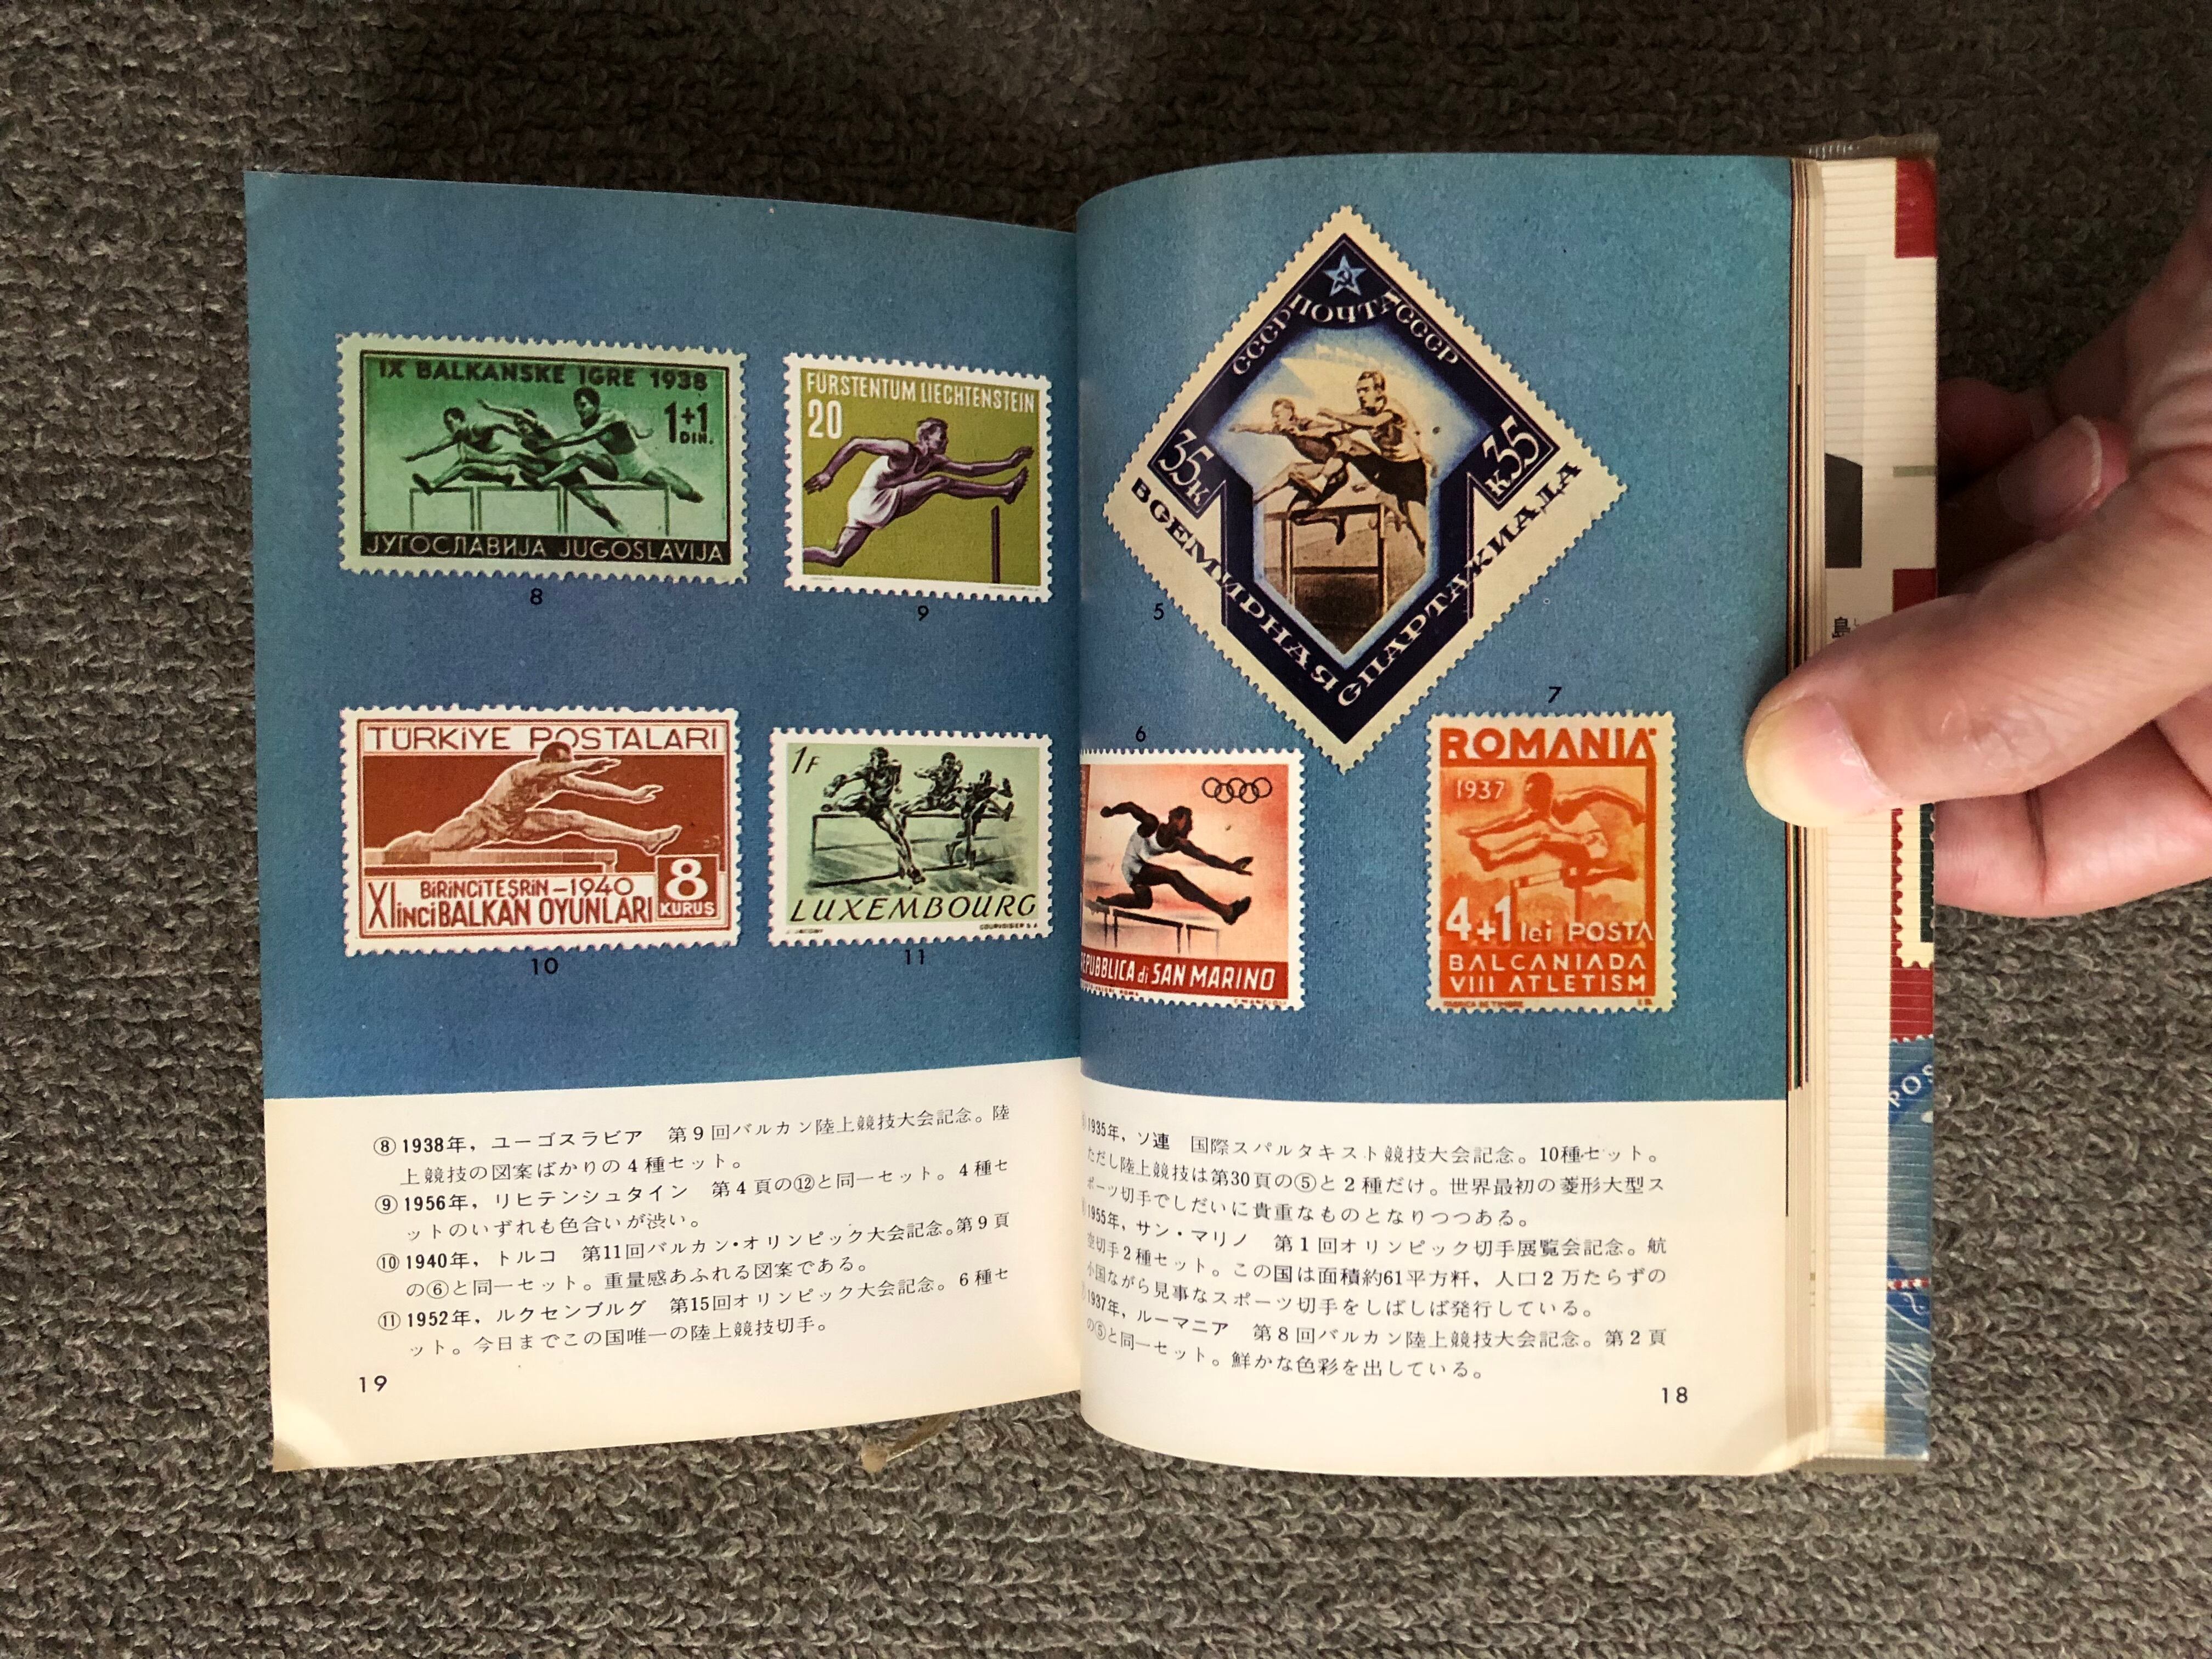 IX BALKANSKE IGRE 1938
1+1
DIN.
ЈУГОСЛАВИЈА JUGOSLAVIJA
8
FÜRSTENTUM LIECHTENSTEIN
20
9
TÜRKİYE POSTALARI
BİRİNCİTEŞRİN-1940
XI İNCİ BALKAN OYUNLARI
8
KURUŞ
10
1F
LUXEMBOURG
COURVOISIER S.A.
11
⑧ 1938年，ユーゴスラビア　第9回バルカン陸上競技大会記念。陸
上競技の図案ばかりの4種セット。
⑨ 1956年，リヒテンシュタイン　第4頁の⑫と同一セット。4種セ
ットのいずれも色合いが渋い。
⑩ 1940年，トルコ　第11回バルカン・オリンピック大会記念。第9頁
の⑥と同一セット。重量感あふれる図案である。
⑪ 1952年，ルクセンブルグ　第15回オリンピック大会記念。6種セ
ット。今日までこの国唯一の陸上競技切手。
19
СССР ПОЧТА СССР
35К
К35
ВСЕМИРНАЯ СПАРТАКИАДА
5
6
EPUBBLICA di SAN MARINO
7
ROMANIA
1937
4+1 lei POSTA
BALCANIADA
VIII ATLETISM
FABRICA DE TIMBRE
1935年，ソ連　国際スパルタキスト競技大会記念。10種セット。
ただし陸上競技は第30頁の⑤と2種だけ。世界最初の菱形大型ス
ポーツ切手でしだいに貴重なものとなりつつある。
1955年，サン・マリノ　第1回オリンピック切手展覧会記念。航
空切手2種セット。この国は面積約61平方粁，人口2万たらずの
小国ながら見事なスポーツ切手をしばしば発行している。
1937年，ルーマニア　第8回バルカン陸上競技大会記念。第2頁
の⑤と同一セット。鮮かな色彩を出している。
18
島
POS